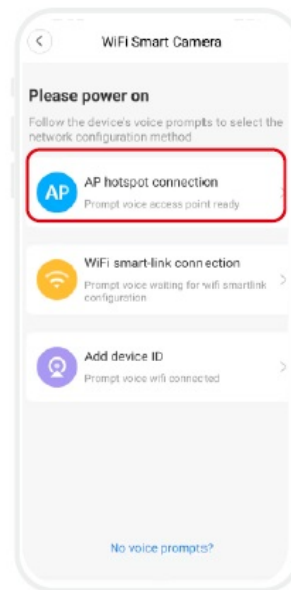 WiFi Smart Camera
Please power on
Follow the device's voice prompts to select the
network configuration method
AP
AP hotspot connection
Prompt voice access point ready
WiFi smart-link connection
Prompt voice waiting for wifi smartlink
configuration
Add device ID
Prompt voice wifi connected
No voice prompts?